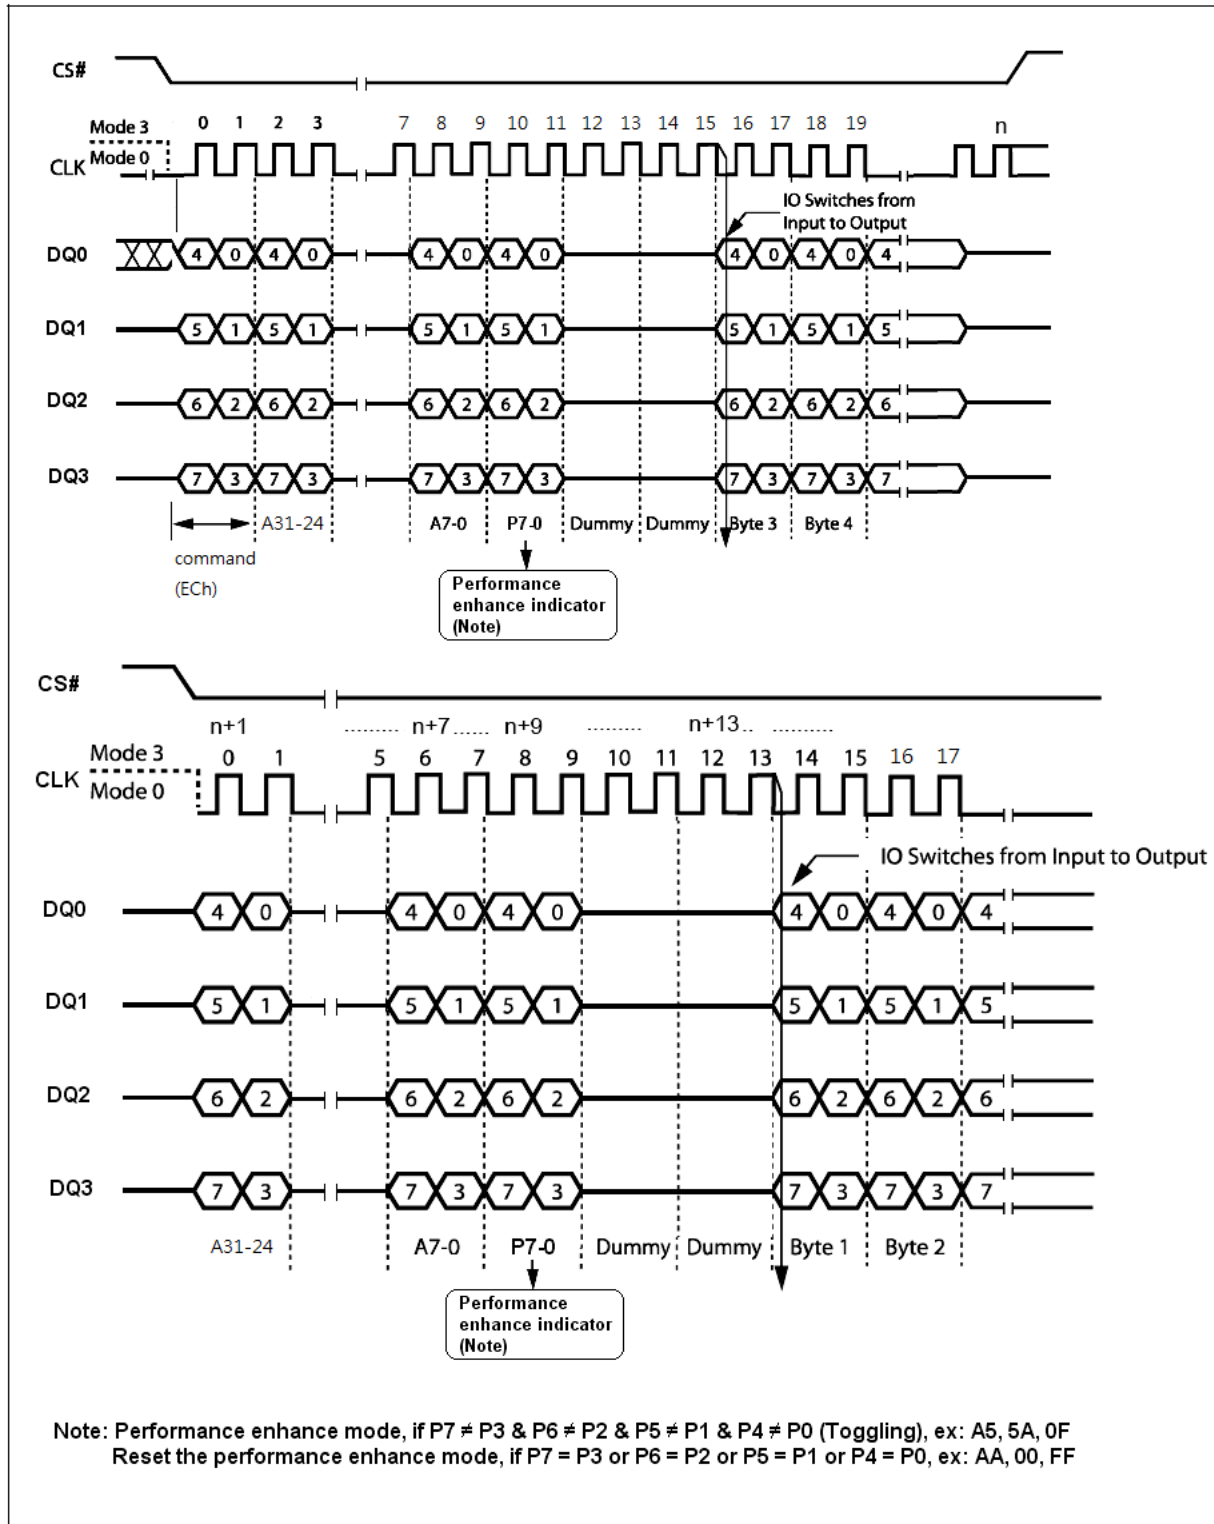 CS#
Mode 3
0 1 2 3 7 8 9 10 11 12 13 14 15 16 17 18 19 n
Mode 0
CLK
IO Switches from
Input to Output
DQ0 4 0 4 0 4 0 4 0 4 0 4 0 4
DQ1 5 1 5 1 5 1 5 1 5 1 5 1 5
DQ2 6 2 6 2 6 2 6 2 6 2 6 2 6
DQ3 7 3 7 3 7 3 7 3 7 3 7 3 7
A31-24 A7-0 P7-0 Dummy Dummy Byte 3 Byte 4
command
(ECh)
Performance
enhance indicator
(Note)
CS#
n+1 ........... n+7 ...... n+9 ........... n+13 .. ............
Mode 3
0 1 5 6 7 8 9 10 11 12 13 14 15 16 17
CLK
Mode 0
IO Switches from Input to Output
DQ0 4 0 4 0 4 0 4 0 4 0 4
DQ1 5 1 5 1 5 1 5 1 5 1 5
DQ2 6 2 6 2 6 2 6 2 6 2 6
DQ3 7 3 7 3 7 3 7 3 7 3 7
A31-24 A7-0 P7-0 Dummy Dummy Byte 1 Byte 2
Performance
enhance indicator
(Note)
Note: Performance enhance mode, if P7 ≠ P3 & P6 ≠ P2 & P5 ≠ P1 & P4 ≠ P0 (Toggling), ex: A5, 5A, 0F
Reset the performance enhance mode, if P7 = P3 or P6 = P2 or P5 = P1 or P4 = P0, ex: AA, 00, FF